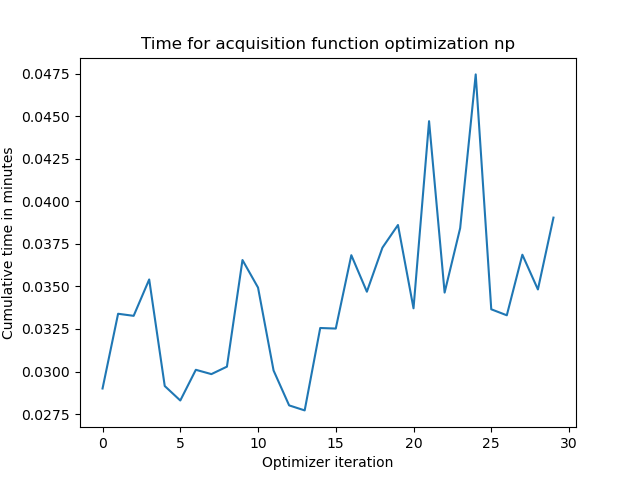 Time for acquisition function optimization np
Cumulative time in minutes
0.0475
0.0450
0.0425
0.0400
0.0375
0.0350
0.0325
0.0300
0.0275
0 5 10 15 20 25 30
Optimizer iteration